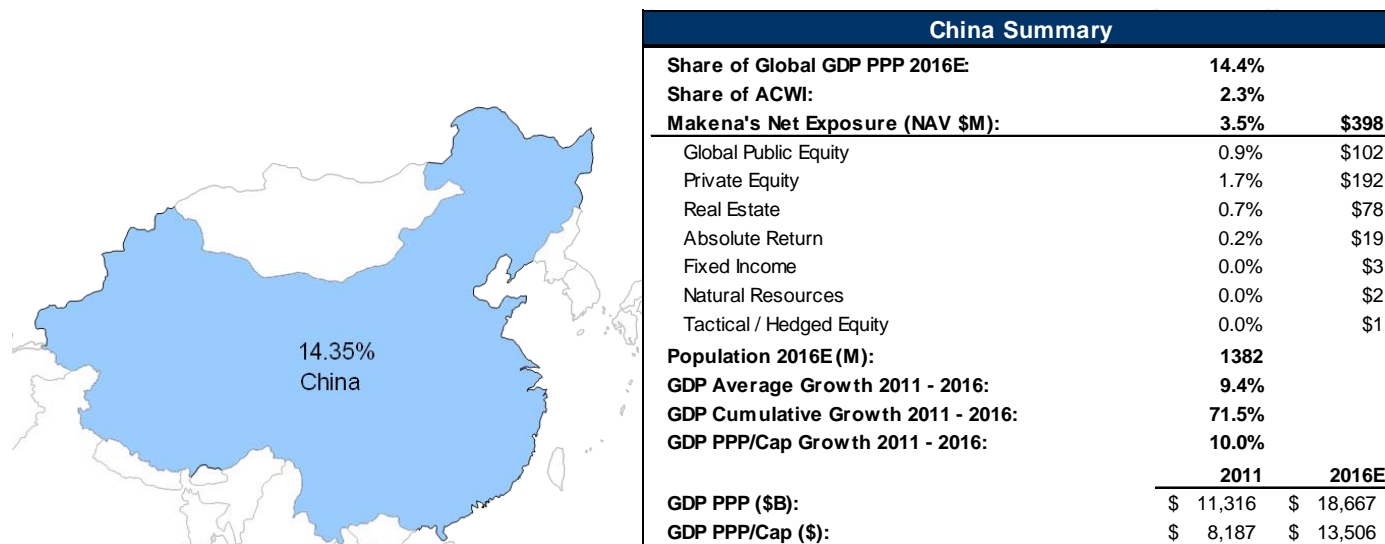 14.35%
China
China Summary
Share of Global GDP PPP 2016E: 14.4%
Share of ACWI: 2.3%
Makena's Net Exposure (NAV $M): 3.5% $398
Global Public Equity 0.9% $102
Private Equity 1.7% $192
Real Estate 0.7% $78
Absolute Return 0.2% $19
Fixed Income 0.0% $3
Natural Resources 0.0% $2
Tactical / Hedged Equity 0.0% $1
Population 2016E (M): 1382
GDP Average Growth 2011 - 2016: 9.4%
GDP Cumulative Growth 2011 - 2016: 71.5%
GDP PPP/Cap Growth 2011 - 2016: 10.0%
2011 2016E
GDP PPP ($B): $ 11,316 $ 18,667
GDP PPP/Cap ($): $ 8,187 $ 13,506